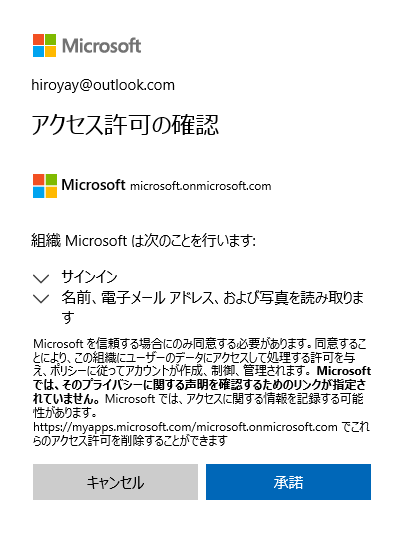 Microsoft
hiroyay@outlook.com
アクセス許可の確認
Microsoft microsoft.onmicrosoft.com
組織 Microsoft は次のことを行います:
サインイン
名前、電子メール アドレス、および写真を読み取りま
す
Microsoft を信頼する場合にのみ同意する必要があります。同意するこ
とにより、この組織にユーザーのデータにアクセスして処理する許可を与
え、ポリシーに従ってアカウントが作成、制御、管理されます。Microsoft
では、そのプライバシーに関する声明を確認するためのリンクが指定さ
れていません。Microsoft では、アクセスに関する情報を記録する可能
性があります。
https://myapps.microsoft.com/microsoft.onmicrosoft.com でこれ
らのアクセス許可を削除することができます
キャンセル
承諾